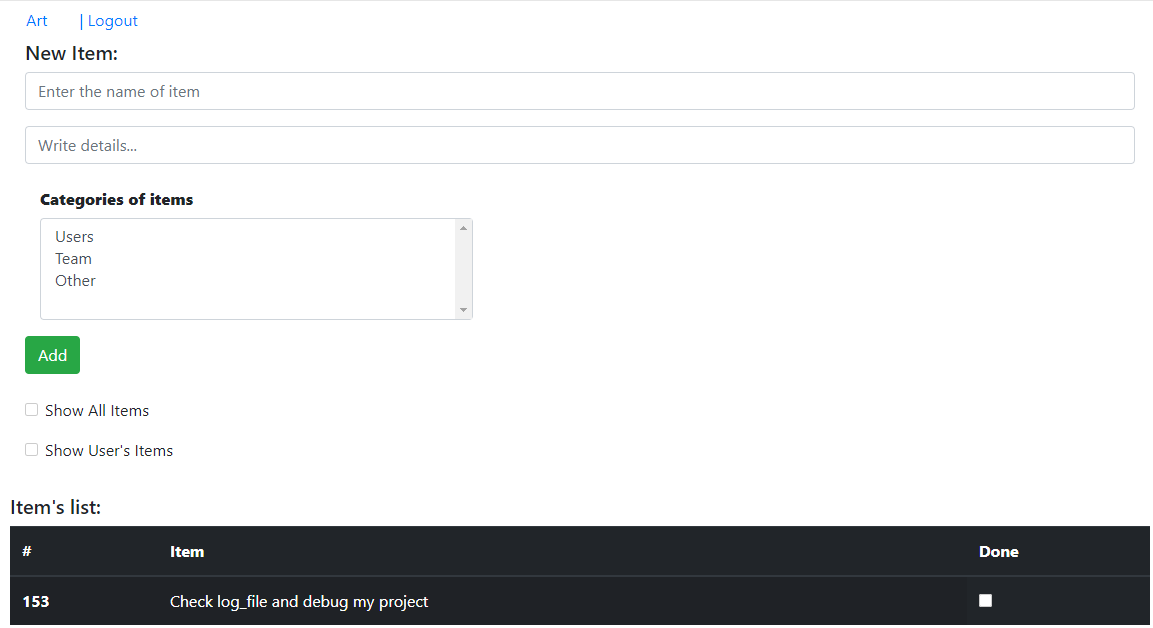 Art | Logout
New Item:
Enter the name of item
Write details...
Categories of items
Users
Team
Other
Add
Show All Items
Show User's Items
Item's list:
# Item Done
153 Check log_file and debug my project